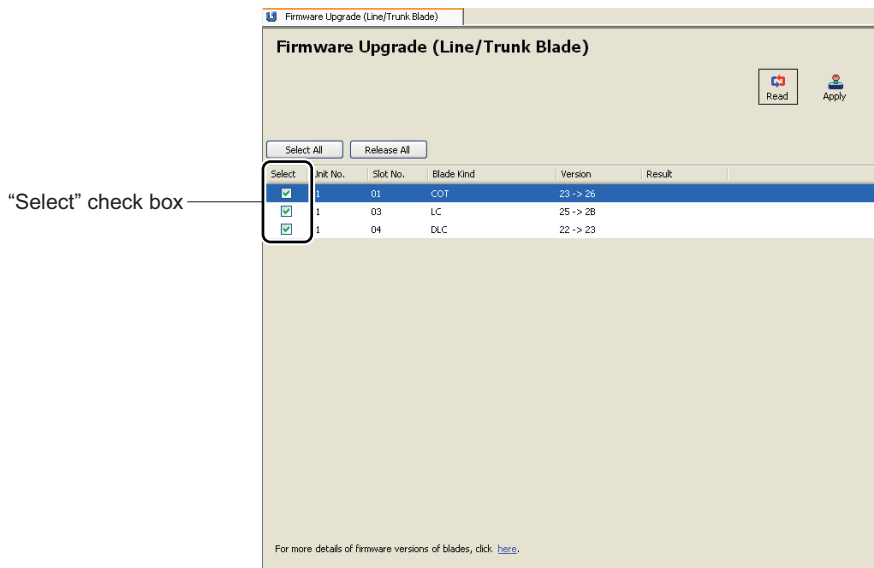 Firmware Upgrade (Line/Trunk Blade)
Firmware Upgrade (Line/Trunk Blade)
Read Apply
Select All Release All
Select Unit No. Slot No. Blade Kind Version Result
1 01 COT 23 -> 26
"Select" check box
1 03 LC 25 -> 2B
1 04 DLC 22 -> 23
For more details of firmware versions of blades, click here.